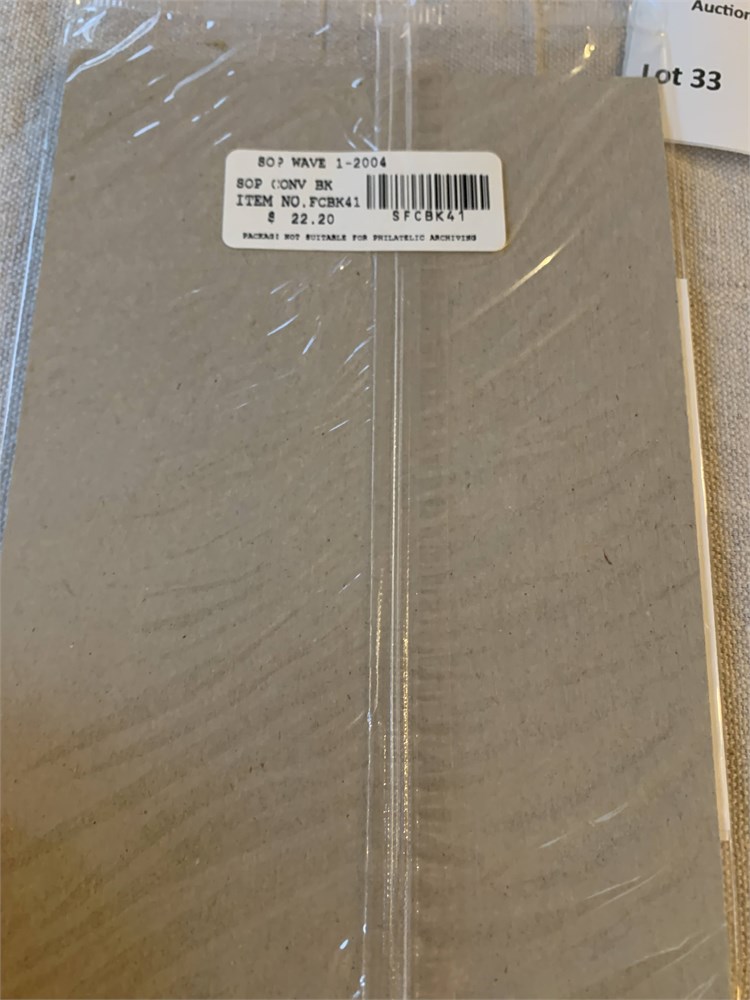 Auction
Lot 33
SOP WAVE 1-2004
SOP CONV BK
ITEM NO.FCBK41
$ 22.20
SFCBK41
PACKAGI NOT SUITABLE FOR PHILATELIC ARCHIVING